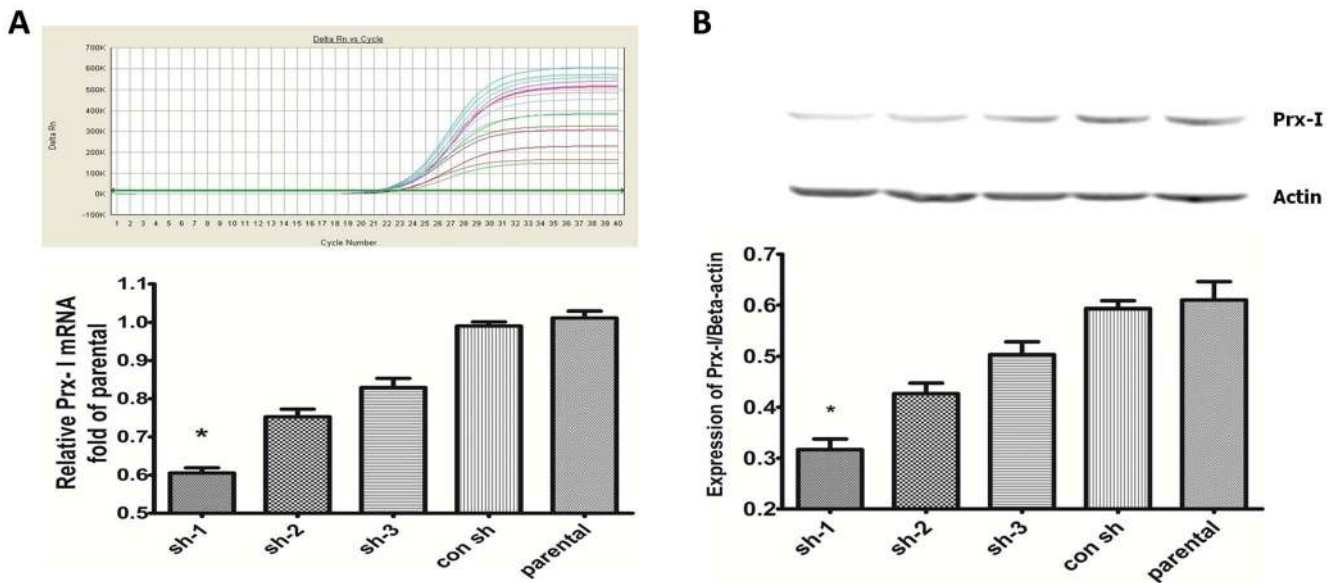 A
Delta Rn vs Cycle
700K
600K
500K
400K
300K
200K
100K
0K
-100K
Delta Rn
1 2 3 4 5 6 7 8 9 10 11 12 13 14 15 16 17 18 19 20 21 22 23 24 25 26 27 28 29 30 31 32 33 34 35 36 37 38 39 40
Cycle Number
Relative Prx- I mRNA
fold of parental
1.1
1.0
0.9
0.8
0.7
0.6
0.5
*
sh-1
sh-2
sh-3
con sh
parental
B
Prx-I
Actin
Expression of Prx-I/Beta-actin
0.7
0.6
0.5
0.4
0.3
0.2
*
sh-1
sh-2
sh-3
con sh
parental